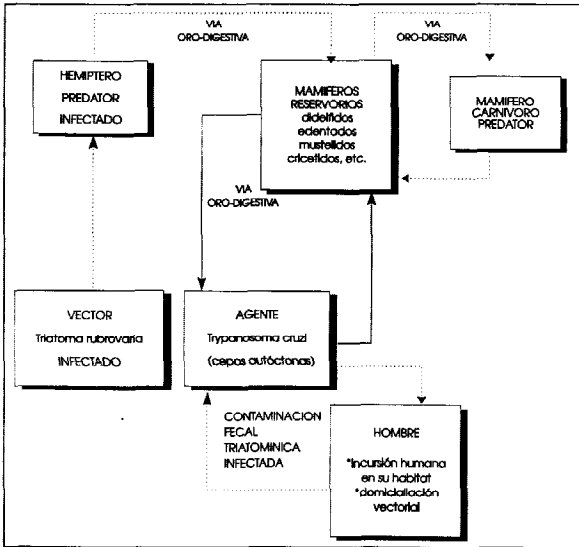 VIA
ORO-DIGESTIVA
VIA
ORO-DIGESTIVA
HEMIPTERO
PREDATOR
INFECTADO
MAMIFEROS
RESERVORIOS
didelfidos
edentados
mustelidos
cricetidos, etc.
MAMIFERO
CARNIVORO
PREDATOR
VIA
ORO-DIGESTIVA
VECTOR
Triatoma rubrovaria
INFECTADO
AGENTE
Trypanosoma cruzi
(cepas autóctonas)
CONTAMINACION
FECAL
TRIATOMINICA
INFECTADA
HOMBRE
*incursión humana
en su habitat
*domiciliación
vectorial